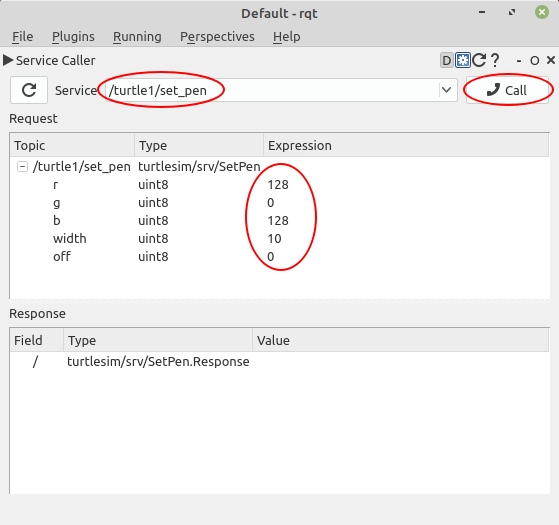 Default - rqt
File Plugins Running Perspectives Help
Service Caller D - O
Service /turtle1/set_pen Call
Request
Topic Type Expression
/turtle1/set_pen turtlesim/srv/SetPen
r uint8 128
g uint8 0
b uint8 128
width uint8 10
off uint8 0
Response
Field Type Value
/ turtlesim/srv/SetPen.Response